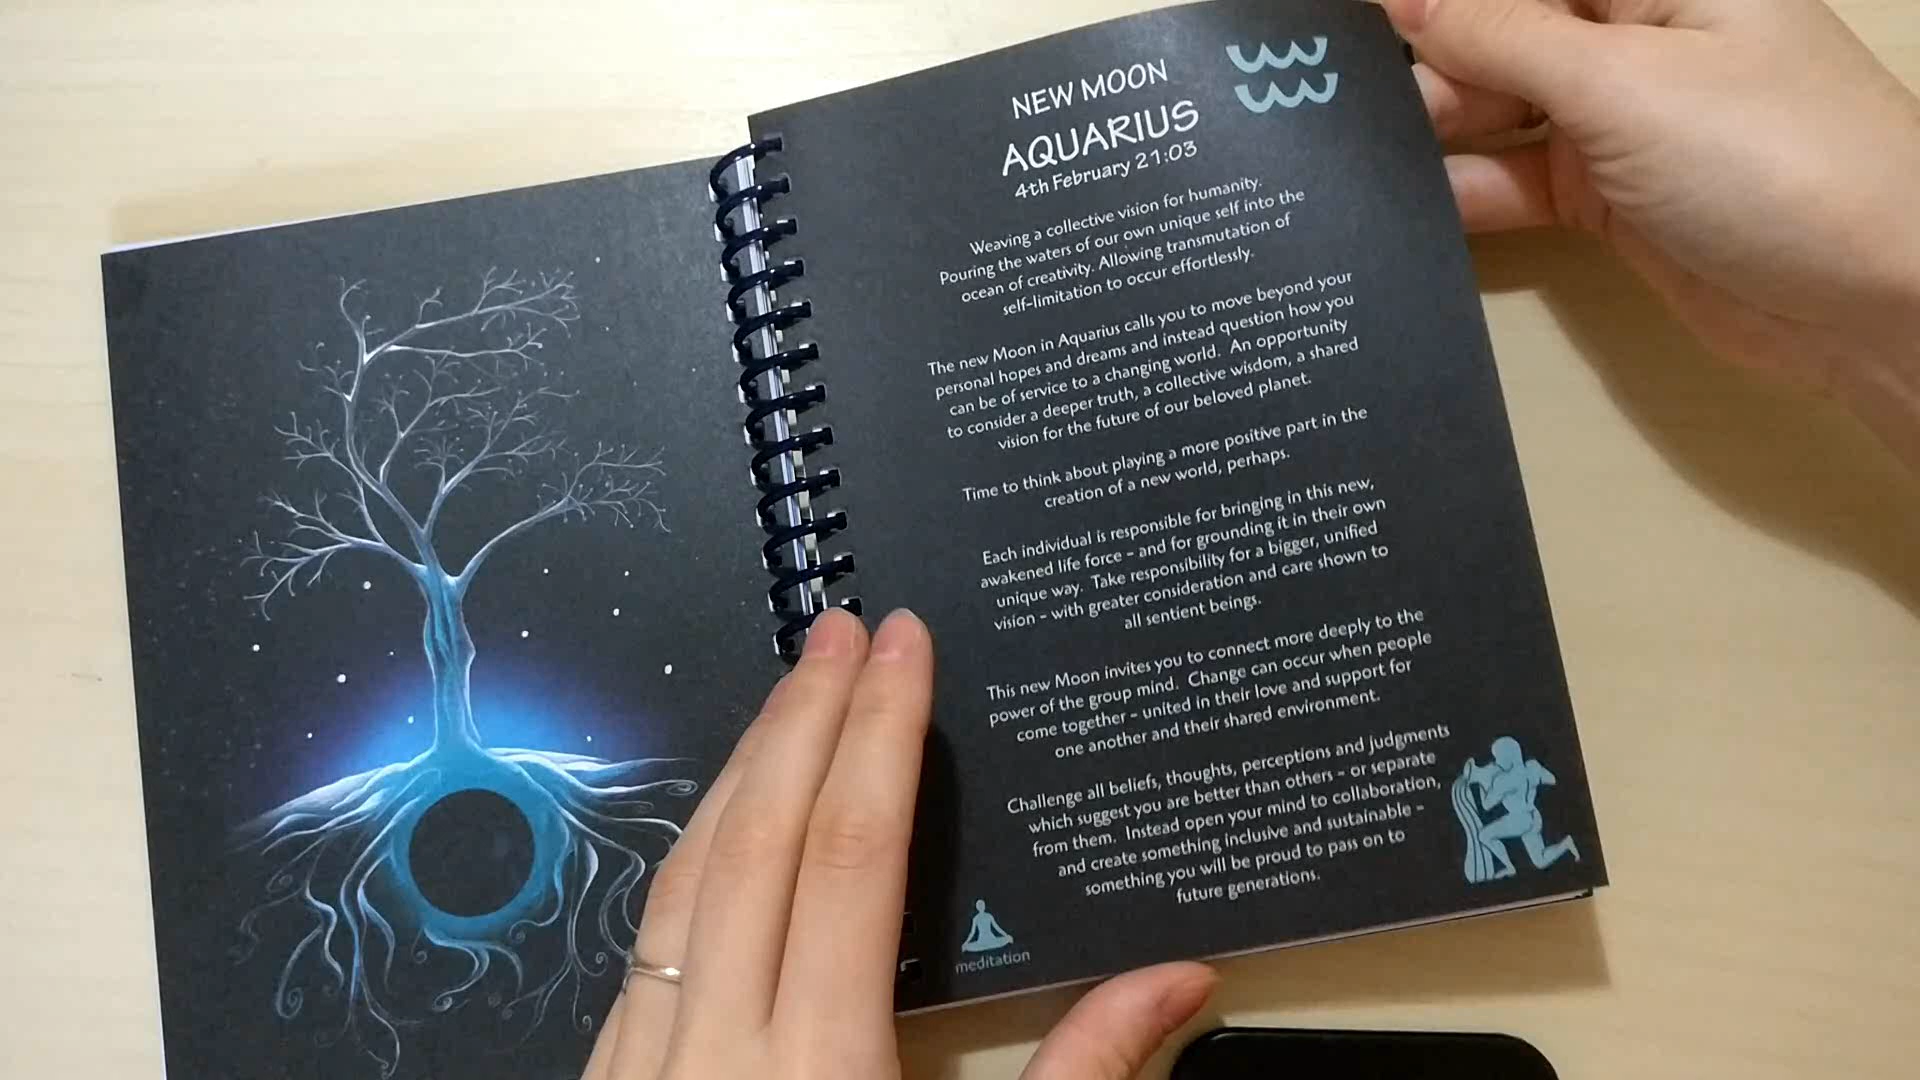 NEW MOON
AQUARIUS
4th February 21:03
Weaving a collective vision for humanity.
Pouring the waters of our own unique self into the
ocean of creativity. Allowing transmutation of
self-limitation to occur effortlessly.
The new Moon in Aquarius calls you to move beyond your
personal hopes and dreams and instead question how you
can be of service to a changing world. An opportunity
to consider a deeper truth, a collective wisdom, a shared
vision for the future of our beloved planet.
Time to think about playing a more positive part in the
creation of a new world, perhaps.
Each individual is responsible for bringing in this new,
awakened life force - and for grounding it in their own
unique way. Take responsibility for a bigger, unified
vision - with greater consideration and care shown to
all sentient beings.
This new Moon invites you to connect more deeply to the
power of the group mind. Change can occur when people
come together - united in their love and support for
one another and their shared environment.
Challenge all beliefs, thoughts, perceptions and judgments
which suggest you are better than others - or separate
from them. Instead open your mind to collaboration,
and create something inclusive and sustainable -
something you will be proud to pass on to
future generations.
meditation